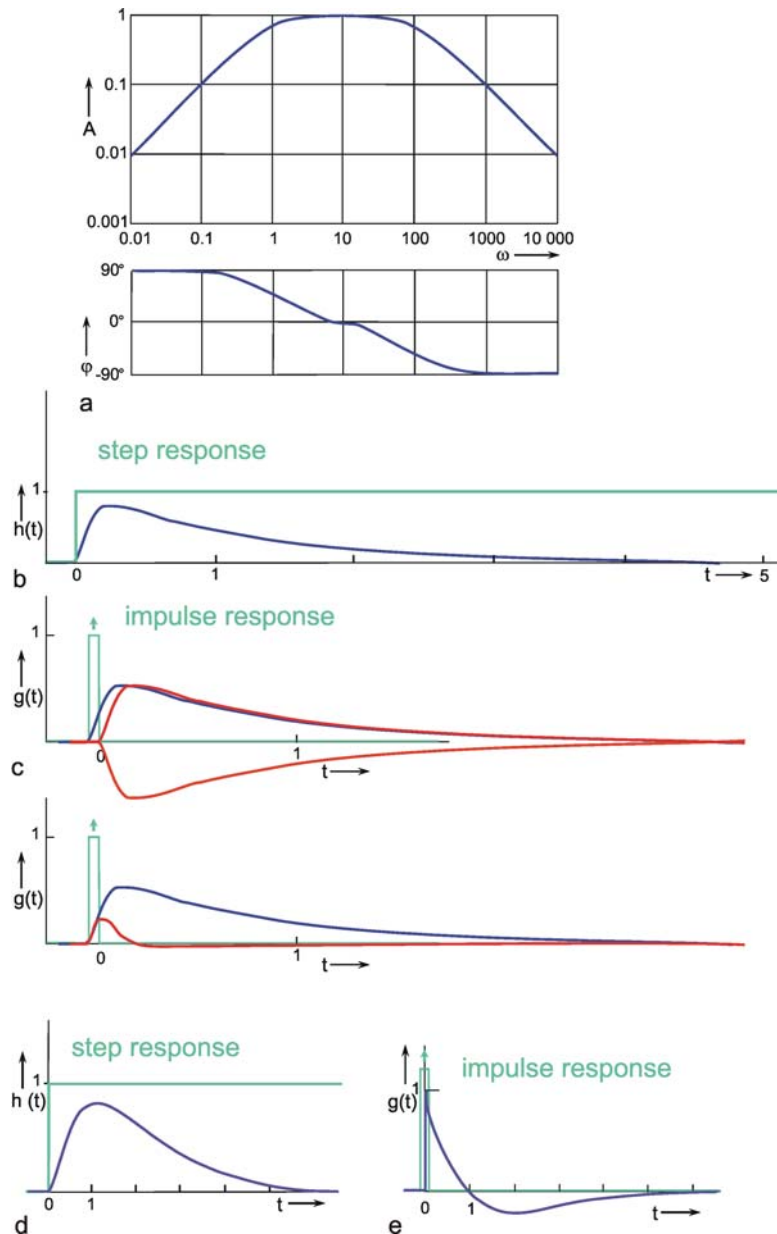 1
0.1
A
0.01
0.001
0.01 0.1 1 10 100 1000 10 000
ω
90°
0°
φ
-90°
a
step response
1
h(t)
0 1 t 5
b
impulse response
1
g(t)
0 1
t
c
1
g(t)
0 1
t
step response
1
h (t)
0 1 t
d
impulse response
1
g(t)
0 1 t
e